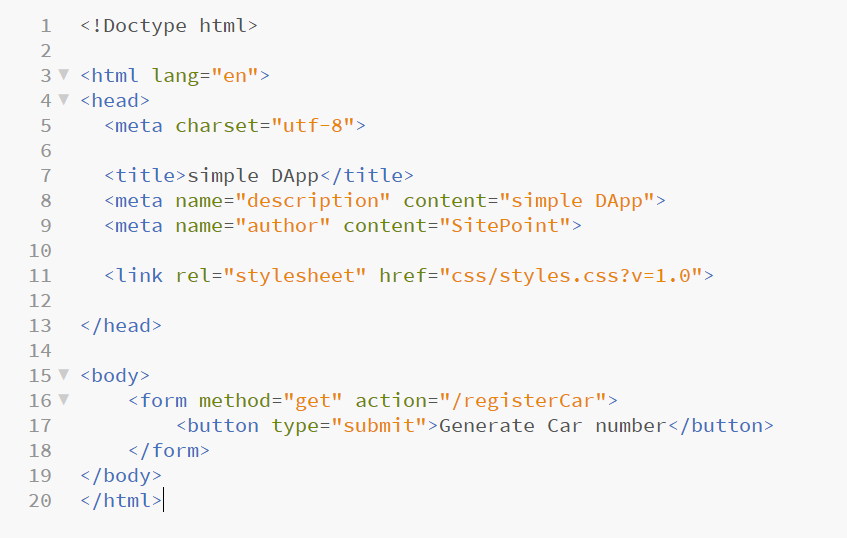 1 <!Doctype html>
2
3 <html lang="en">
4 <head>
5 <meta charset="utf-8">
6
7 <title>simple DApp</title>
8 <meta name="description" content="simple DApp">
9 <meta name="author" content="SitePoint">
10
11 <link rel="stylesheet" href="css/styles.css?v=1.0">
12
13 </head>
14
15 <body>
16 <form method="get" action="/registerCar">
17 <button type="submit">Generate Car number</button>
18 </form>
19 </body>
20 </html>